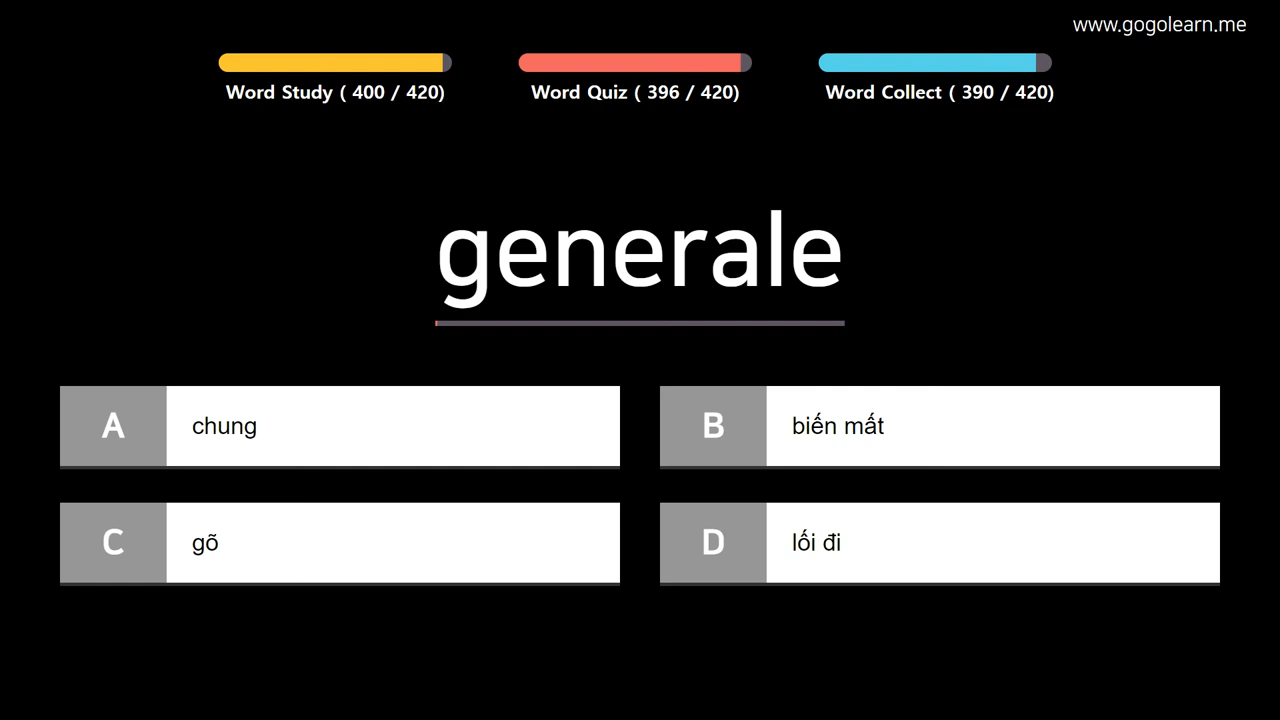 www.gogolearn.me
Word Study ( 400 / 420)
Word Quiz ( 396 / 420)
Word Collect ( 390 / 420)
generale
A
chung
B
biến mất
C
gõ
D
lối đi